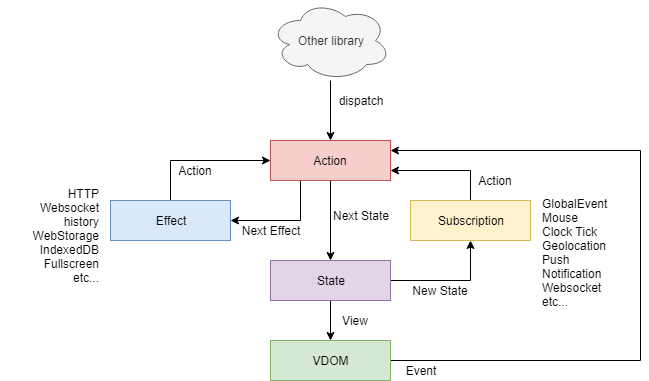 Other library
dispatch
Action
Action
Action
HTTP
Websocket
history
WebStorage
IndexedDB
Fullscreen
etc...
Effect
Next Effect
Next State
Subscription
GlobalEvent
Mouse
Clock Tick
Geolocation
Push
Notification
Websocket
etc...
State
New State
View
VDOM
Event